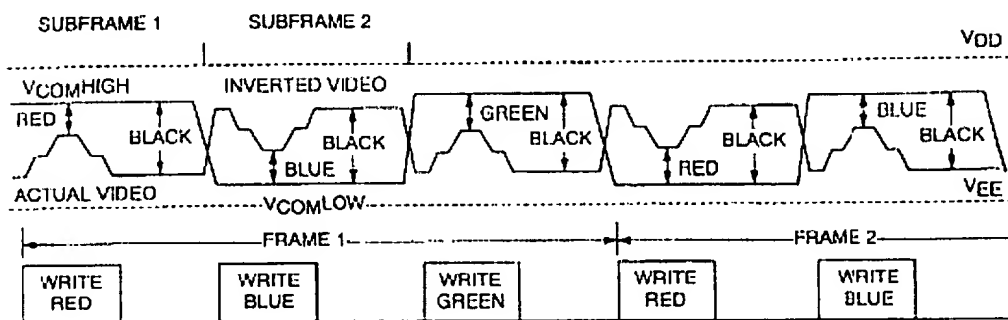 SUBFRAME 1 SUBFRAME 2 VDD
VCOMHIGH INVERTED VIDEO
RED BLACK BLUE BLACK GREEN BLACK RED BLACK BLUE BLACK
ACTUAL VIDEO VCOMLOW VEE
FRAME 1 FRAME 2
WRITE RED
WRITE BLUE
WRITE GREEN
WRITE RED
WRITE BLUE